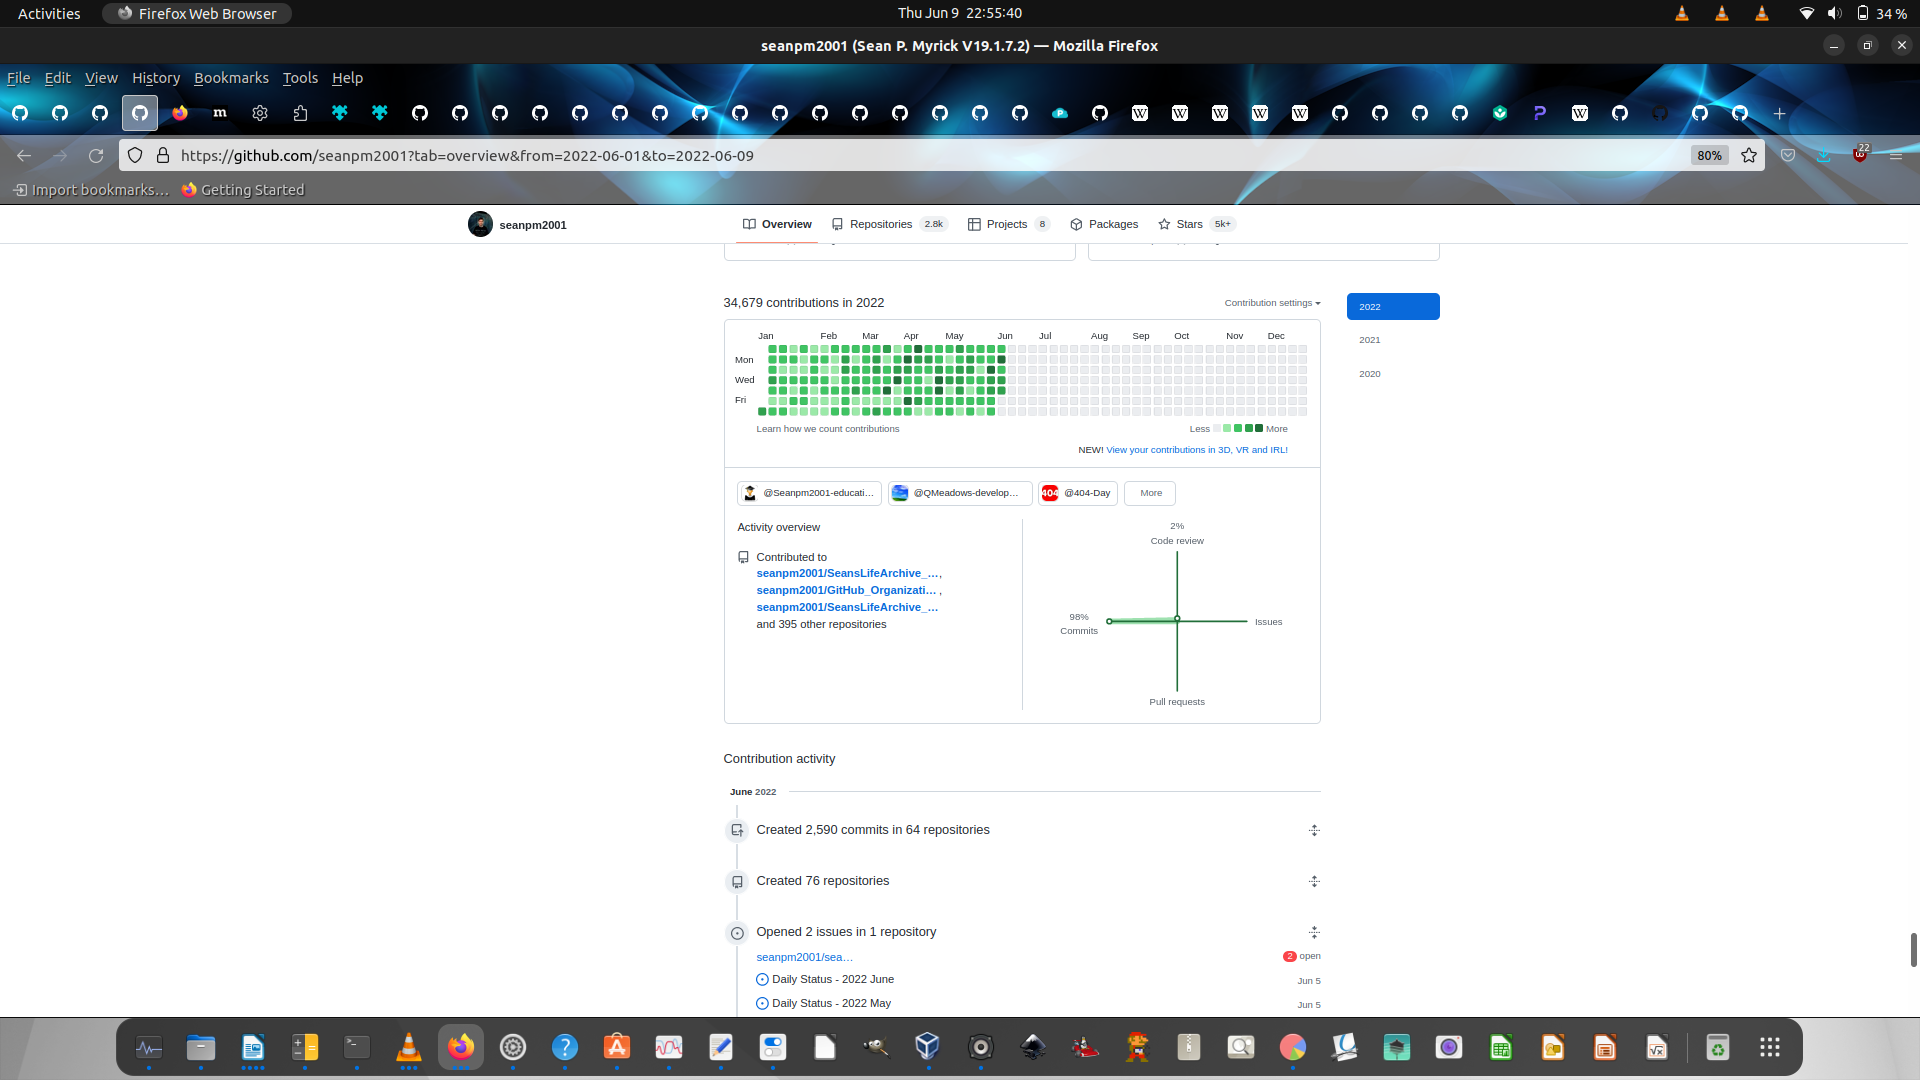 Activities
Firefox Web Browser
Thu Jun 9 22:55:40
34 %
seanpm2001 (Sean P. Myrick V19.1.7.2) — Mozilla Firefox
File Edit View History Bookmarks Tools Help
https://github.com/seanpm2001?tab=overview&from=2022-06-01&to=2022-06-09
80%
22
Import bookmarks…
Getting Started
seanpm2001
Overview
Repositories 2.8k
Projects 8
Packages
Stars 5k+
34,679 contributions in 2022
Contribution settings
2022
2021
2020
Jan Feb Mar Apr May Jun Jul Aug Sep Oct Nov Dec
Mon
Wed
Fri
Learn how we count contributions
Less More
NEW! View your contributions in 3D, VR and IRL!
@Seanpm2001-educati…
@QMeadows-develop…
404 @404-Day
More
Activity overview
Contributed to
seanpm2001/SeansLifeArchive_…,
seanpm2001/GitHub_Organizati… ,
seanpm2001/SeansLifeArchive_…
and 395 other repositories
2%
Code review
98%
Commits
Issues
Pull requests
Contribution activity
June 2022
Created 2,590 commits in 64 repositories
Created 76 repositories
Opened 2 issues in 1 repository
seanpm2001/sea…
2 open
Daily Status - 2022 June
Jun 5
Daily Status - 2022 May
Jun 5